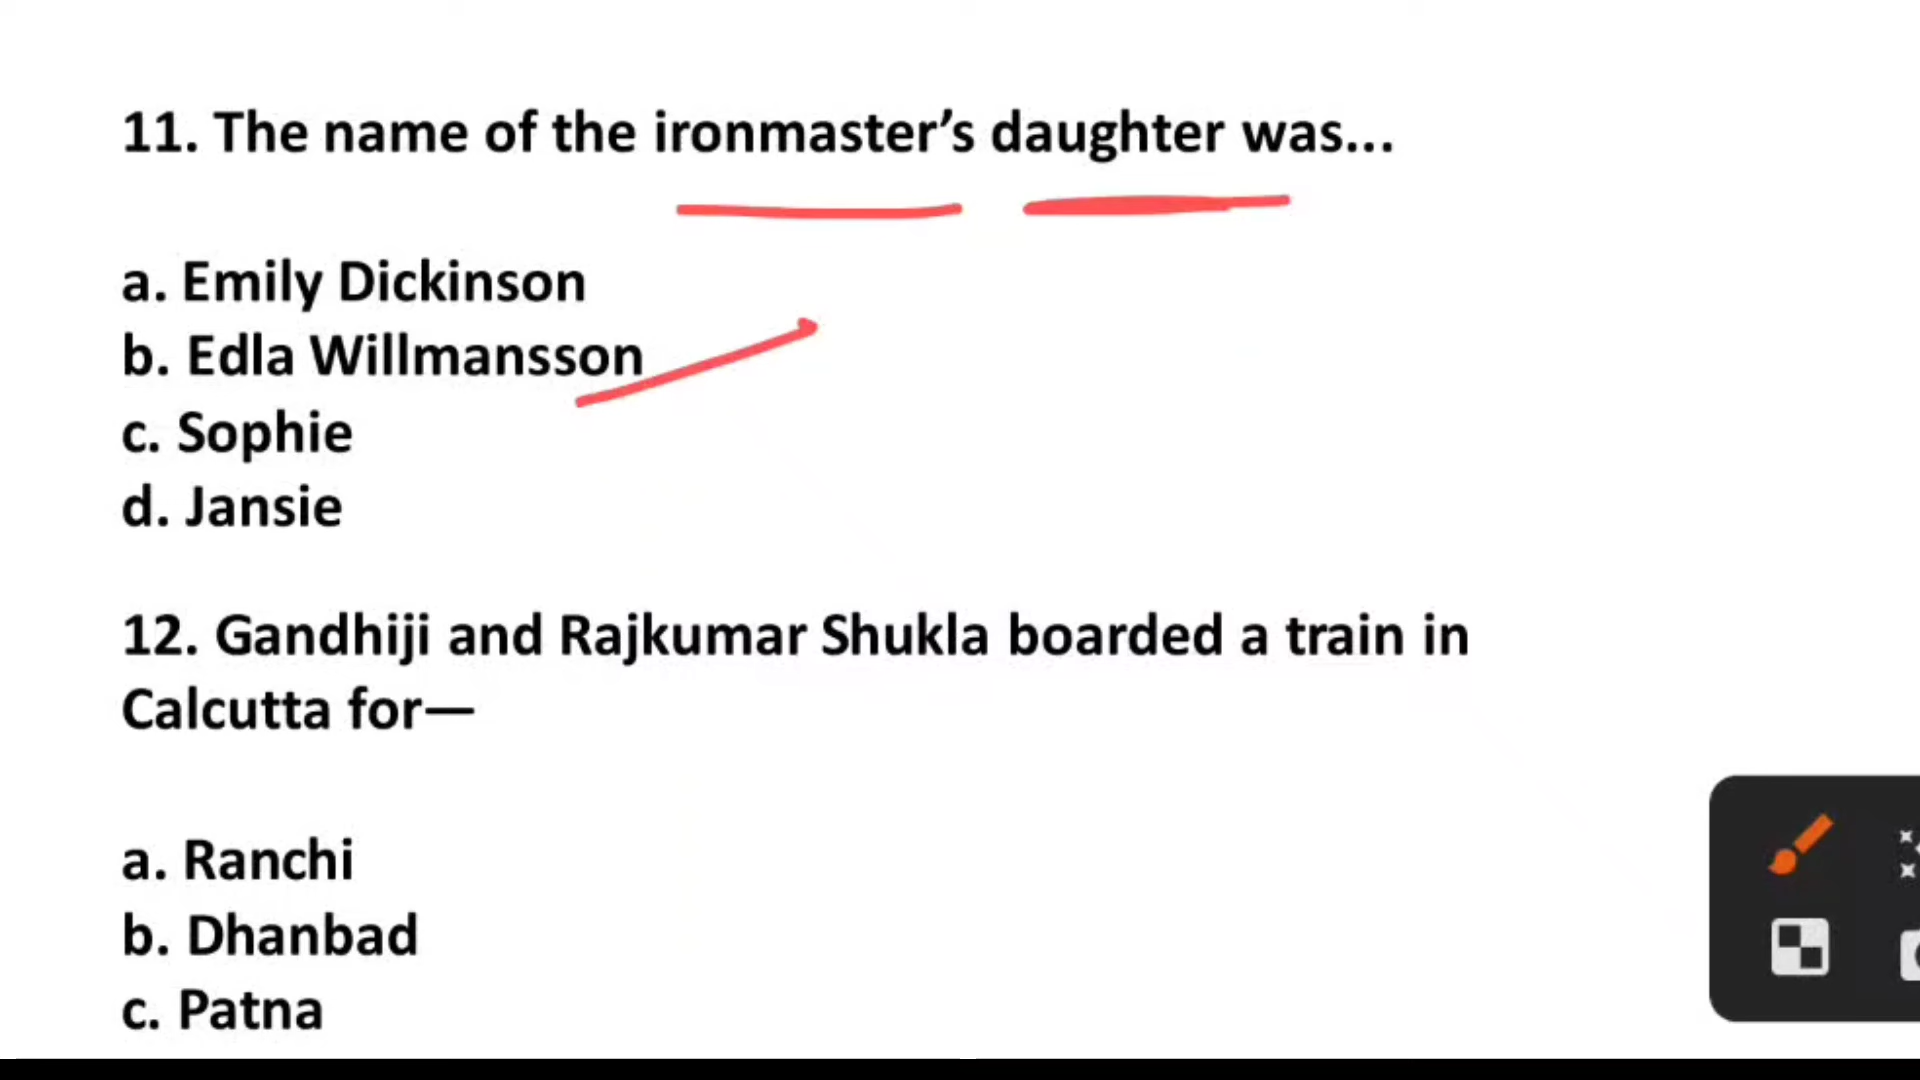 11. The name of the ironmaster’s daughter was...
a. Emily Dickinson
b. Edla Willmansson
c. Sophie
d. Jansie
12. Gandhiji and Rajkumar Shukla boarded a train in
Calcutta for—
a. Ranchi
b. Dhanbad
c. Patna